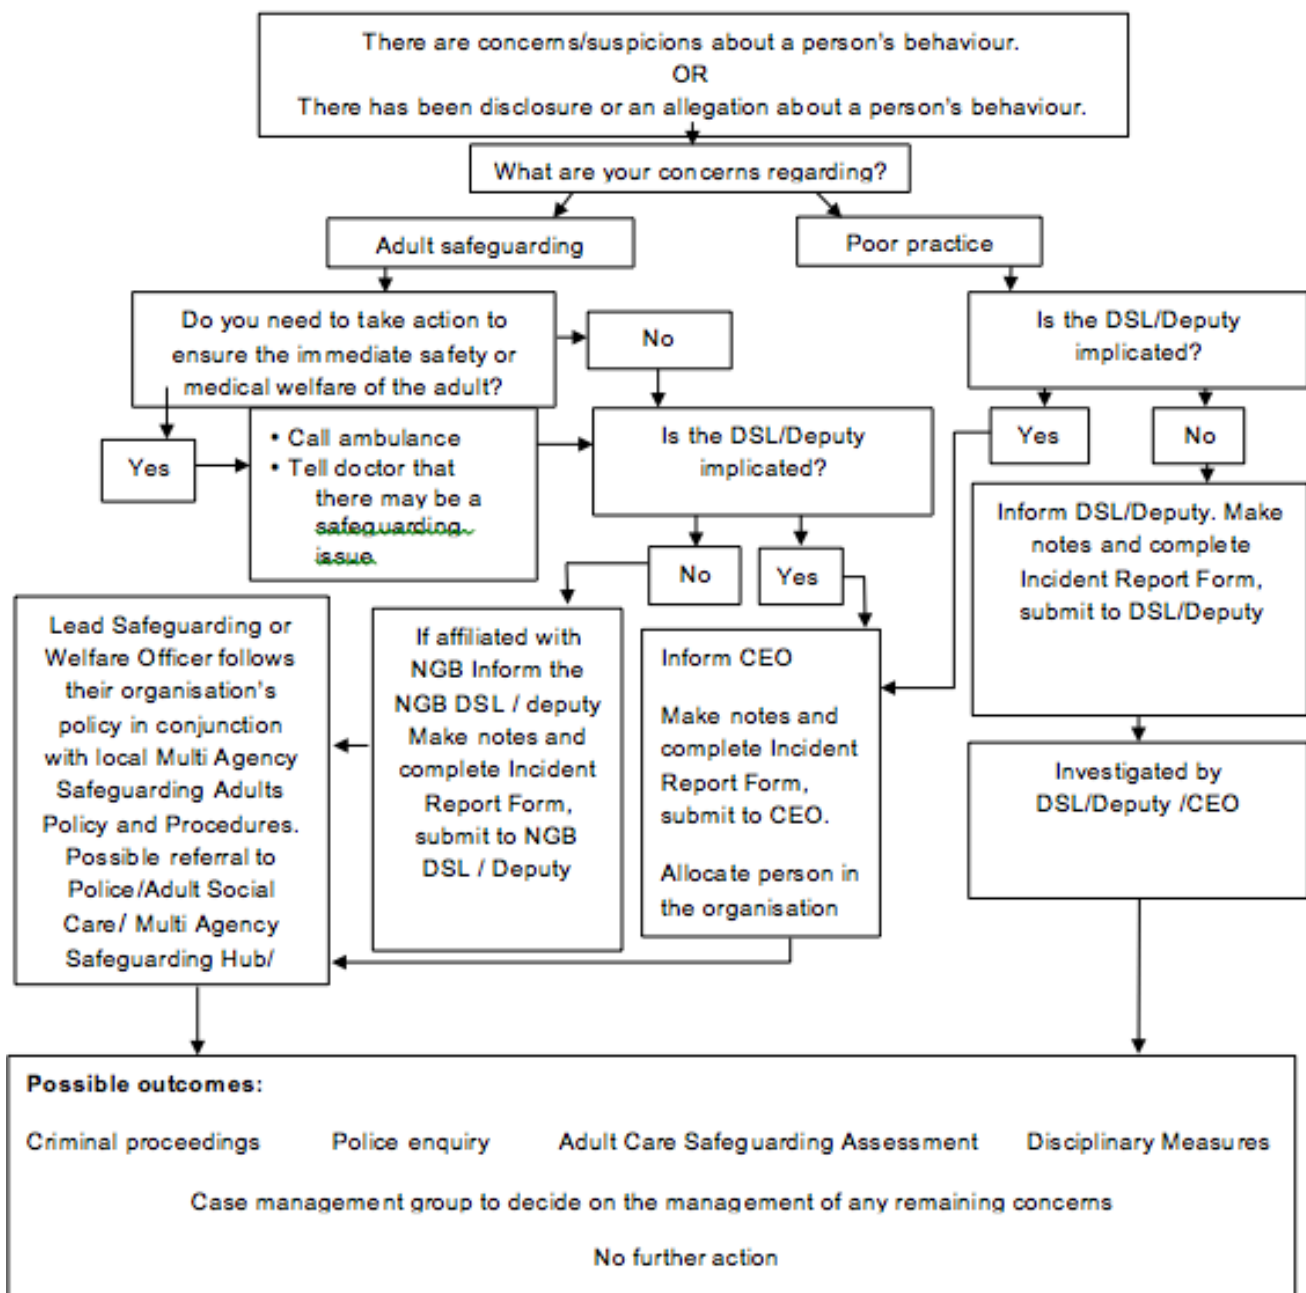 There are concerns/suspicions about a person's behaviour.
OR
There has been disclosure or an allegation about a person's behaviour.
What are your concerns regarding?
Adult safeguarding
Poor practice
Do you need to take action to
ensure the immediate safety or
medical welfare of the adult?
No
Is the DSL/Deputy
implicated?
Yes
• Call ambulance
• Tell doctor that
there may be a
safeguarding
issue
Is the DSL/Deputy
implicated?
Yes
No
No
Yes
Inform DSL/Deputy. Make
notes and complete
Incident Report Form,
submit to DSL/Deputy
Lead Safeguarding or
Welfare Officer follows
their organisation's
policy in conjunction
with local Multi Agency
Safeguarding Adults
Policy and Procedures.
Possible referral to
Police/Adult Social
Care/ Multi Agency
Safeguarding Hub/
If affiliated with
NGB Inform the
NGB DSL / deputy
Make notes and
complete Incident
Report Form,
submit to NGB
DSL / Deputy
Inform CEO
Make notes and
complete Incident
Report Form,
submit to CEO.
Allocate person in
the organisation
Investigated by
DSL/Deputy /CEO
Possible outcomes:
Criminal proceedings Police enquiry Adult Care Safeguarding Assessment Disciplinary Measures
Case management group to decide on the management of any remaining concerns
No further action